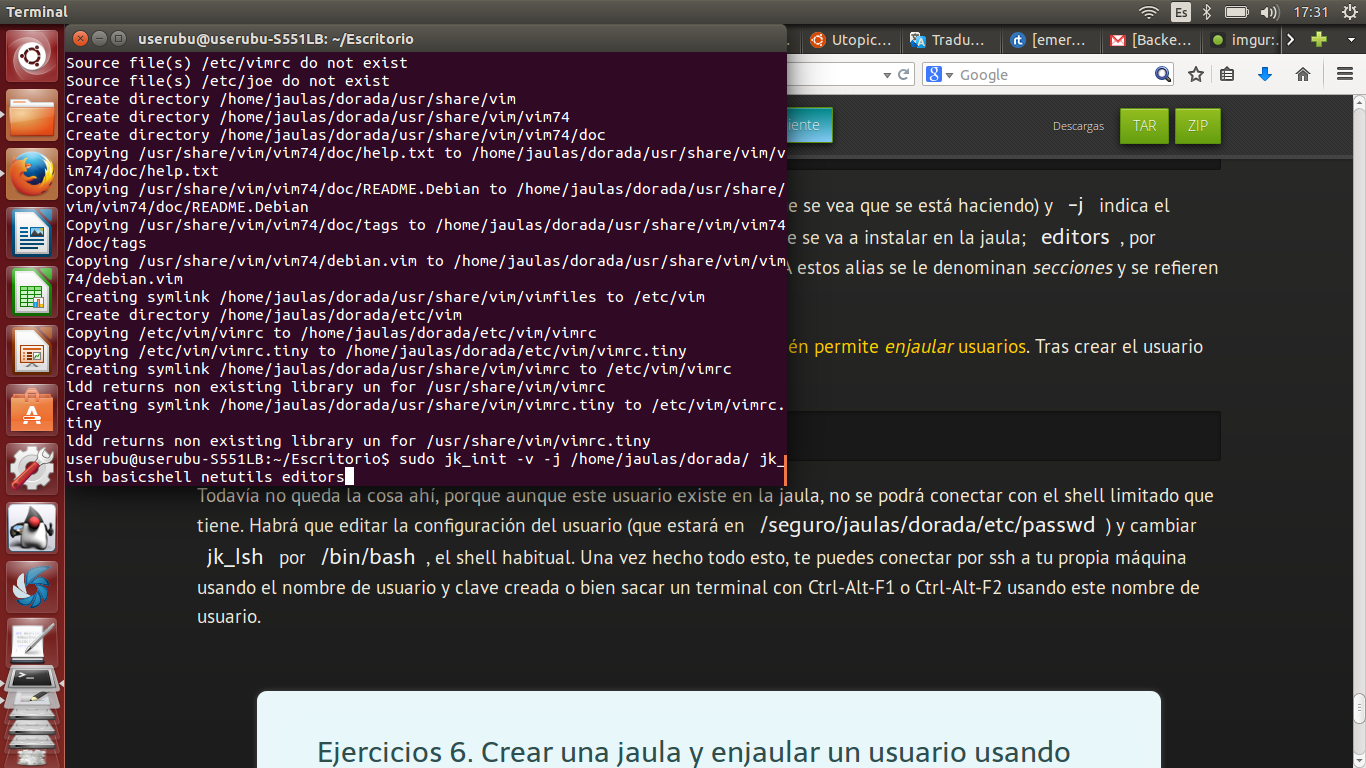 Terminal
Es
17:31
userubu@userubu-S551LB: ~/Escritorio
Source file(s) /etc/vimrc do not exist
Source file(s) /etc/joe do not exist
Create directory /home/jaulas/dorada/usr/share/vim
Create directory /home/jaulas/dorada/usr/share/vim/vim74
Create directory /home/jaulas/dorada/usr/share/vim/vim74/doc
Copying /usr/share/vim/vim74/doc/help.txt to /home/jaulas/dorada/usr/share/vim/v
im74/doc/help.txt
Copying /usr/share/vim/vim74/doc/README.Debian to /home/jaulas/dorada/usr/share/
vim/vim74/doc/README.Debian
Copying /usr/share/vim/vim74/doc/tags to /home/jaulas/dorada/usr/share/vim/vim74
/doc/tags
Copying /usr/share/vim/vim74/debian.vim to /home/jaulas/dorada/usr/share/vim/vim
74/debian.vim
Creating symlink /home/jaulas/dorada/usr/share/vim/vimfiles to /etc/vim
Create directory /home/jaulas/dorada/etc/vim
Copying /etc/vim/vimrc to /home/jaulas/dorada/etc/vim/vimrc
Copying /etc/vim/vimrc.tiny to /home/jaulas/dorada/etc/vim/vimrc.tiny
Creating symlink /home/jaulas/dorada/usr/share/vim/vimrc to /etc/vim/vimrc
ldd returns non existing library un for /usr/share/vim/vimrc
Creating symlink /home/jaulas/dorada/usr/share/vim/vimrc.tiny to /etc/vim/vimrc.
tiny
ldd returns non existing library un for /usr/share/vim/vimrc.tiny
userubu@userubu-S551LB:~/Escritorio$ sudo jk_init -v -j /home/jaulas/dorada/ jk_
lsh basicshell netutils editors
Utopic... Tradu... [emer... [Backe... imgur:
Google
iente
Descargas TAR ZIP
e se vea que se está haciendo) y -j indica el
e se va a instalar en la jaula; editors , por
A estos alias se le denominan secciones y se refieren
én permite enjaular usuarios. Tras crear el usuario
Todavía no queda la cosa ahí, porque aunque este usuario existe en la jaula, no se podrá conectar con el shell limitado que
tiene. Habrá que editar la configuración del usuario (que estará en /seguro/jaulas/dorada/etc/passwd ) y cambiar
jk_lsh por /bin/bash , el shell habitual. Una vez hecho todo esto, te puedes conectar por ssh a tu propia máquina
usando el nombre de usuario y clave creada o bien sacar un terminal con Ctrl-Alt-F1 o Ctrl-Alt-F2 usando este nombre de
usuario.
Ejercicios 6. Crear una jaula y enjaular un usuario usando